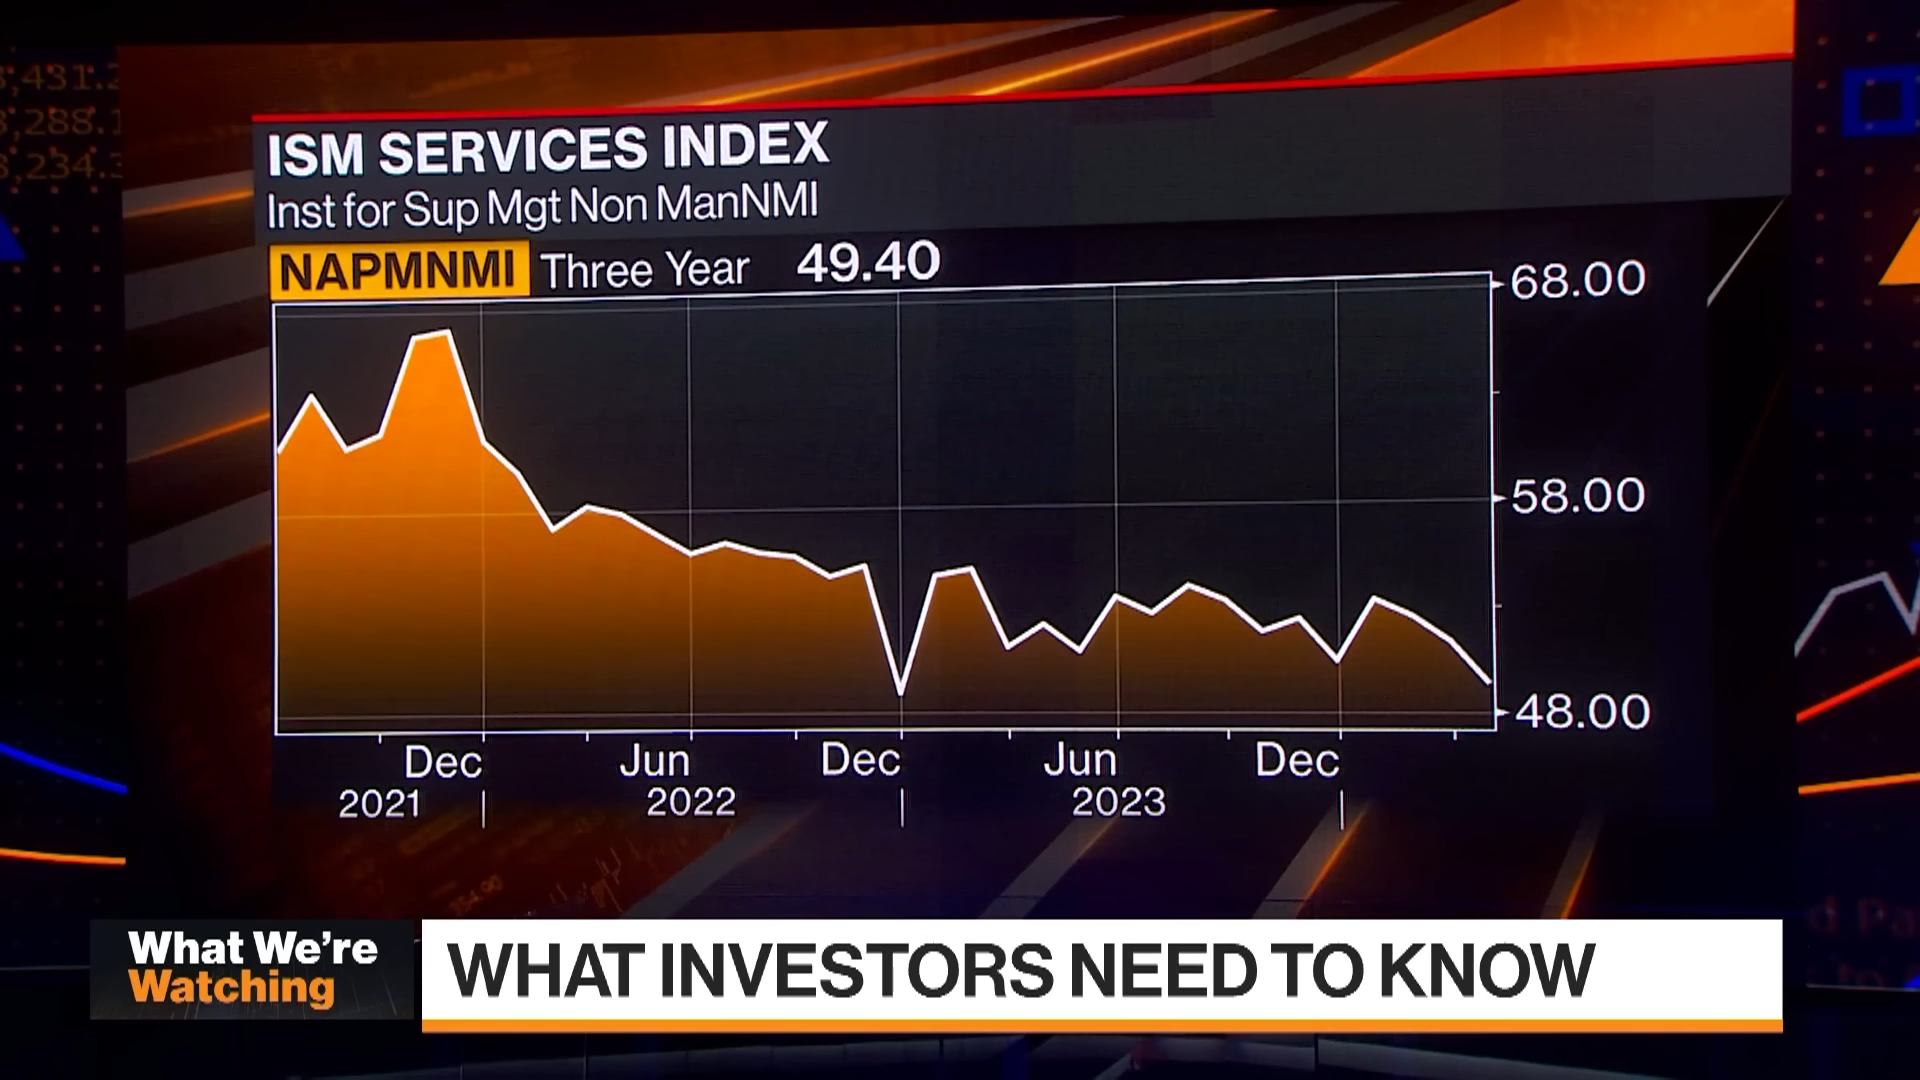 ISM SERVICES INDEX
Inst for Sup Mgt Non ManNMI
NAPMNMI Three Year 49.40
68.00
58.00
48.00
Dec Jun Dec Jun Dec
2021 2022 2023
What We're
Watching
WHAT INVESTORS NEED TO KNOW